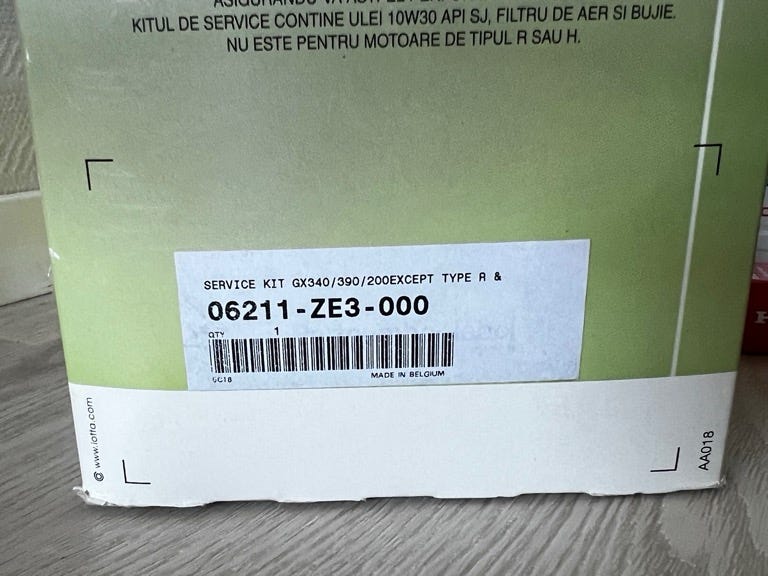 KITUL DE SERVICE CONTINE ULEI 10W30 API SJ, FILTRU DE AER SI BUJIE.
NU ESTE PENTRU MOTOARE DE TIPUL R SAU H.
SERVICE KIT GX340/390/200EXCEPT TYPE R &
06211-ZE3-000
QTY 1
MADE IN BELGIUM
© www.iotta.com
AA018